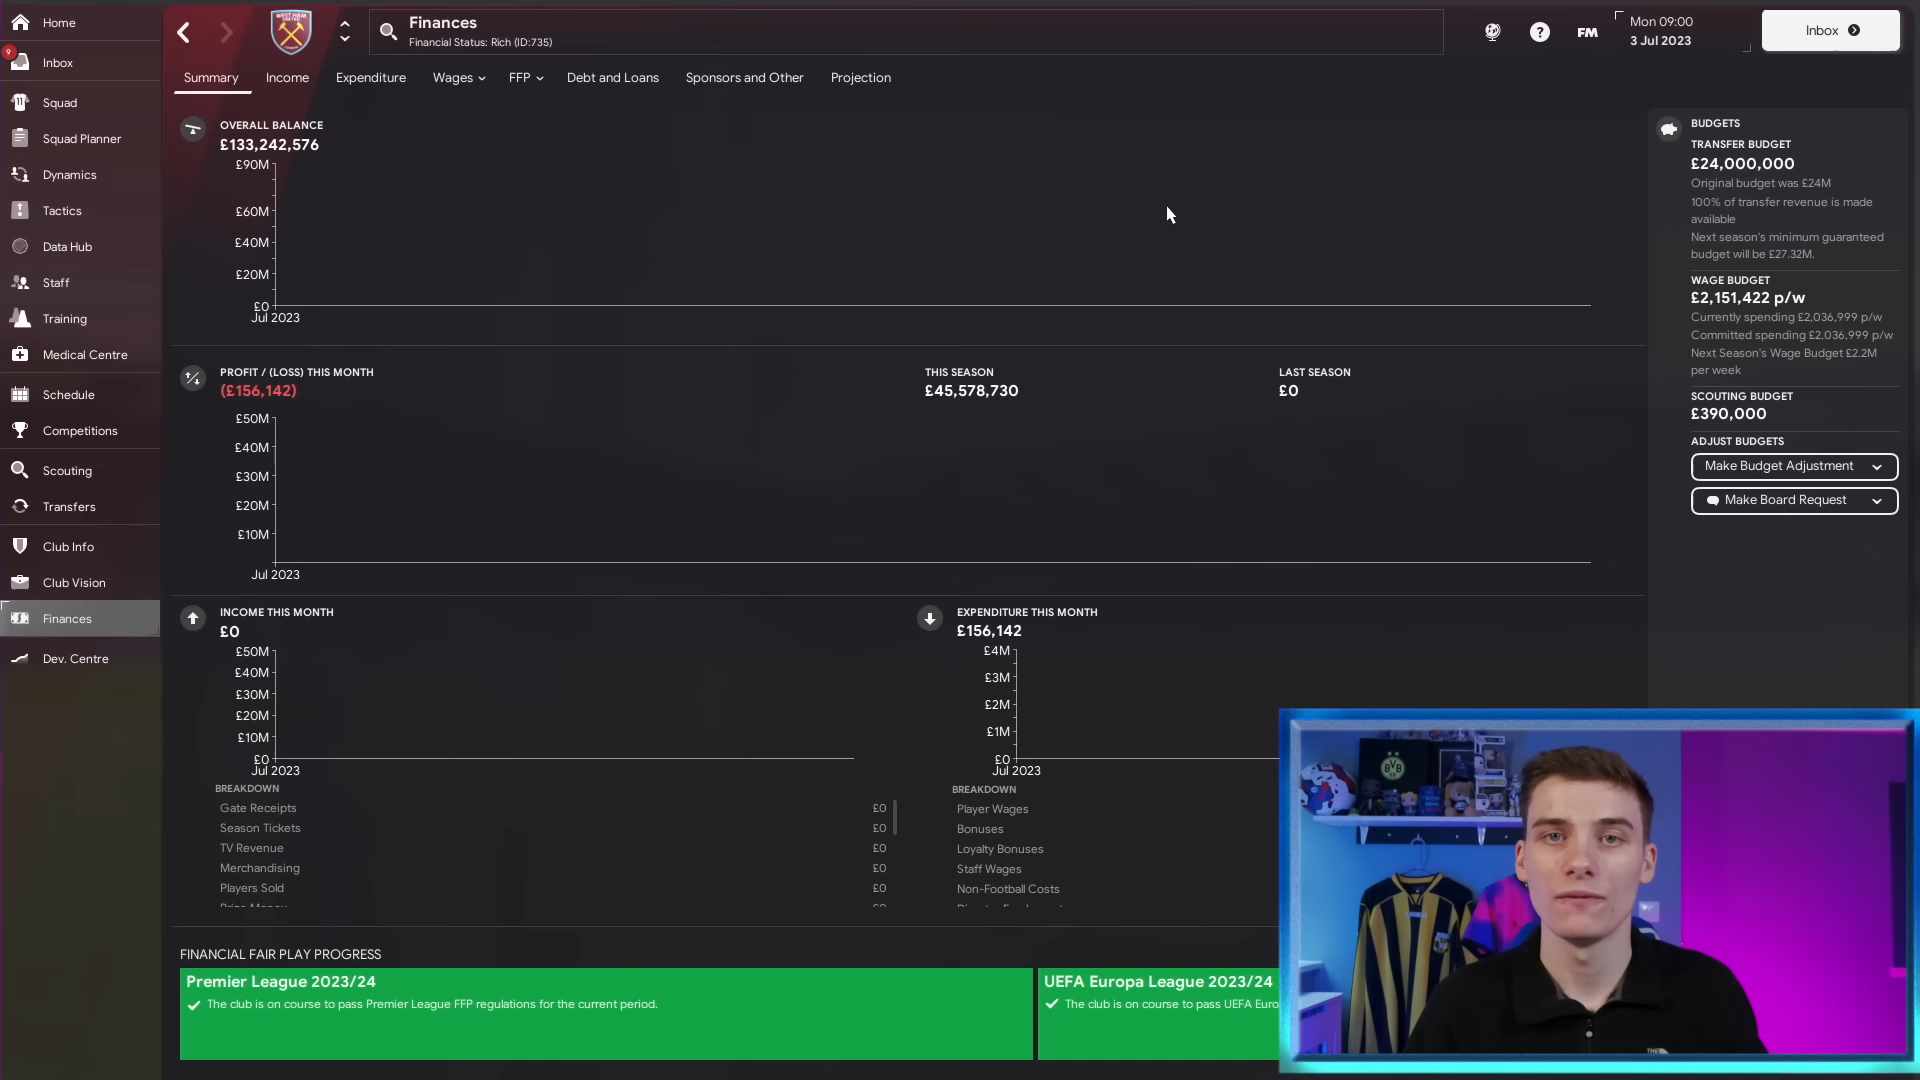 Home
9
Inbox
Squad
Squad Planner
Dynamics
Tactics
Data Hub
Staff
Training
Medical Centre
Schedule
Competitions
Scouting
Transfers
Club Info
Club Vision
Finances
Dev. Centre
WEST HAM
UNITED
Finances
Financial Status: Rich (ID:735)
FM
Mon 09:00
3 Jul 2023
Inbox
Summary Income Expenditure Wages FFP Debt and Loans Sponsors and Other Projection
OVERALL BALANCE
£133,242,576
£90M
£60M
£40M
£20M
£0
Jul 2023
PROFIT / (LOSS) THIS MONTH
(£156,142)
THIS SEASON
£45,578,730
LAST SEASON
£0
£50M
£40M
£30M
£20M
£10M
Jul 2023
INCOME THIS MONTH
£0
£50M
£40M
£30M
£20M
£10M
£0
Jul 2023
BREAKDOWN
Gate Receipts £0
Season Tickets £0
TV Revenue £0
Merchandising £0
Players Sold £0
EXPENDITURE THIS MONTH
£156,142
£4M
£3M
£2M
£1M
£0
Jul 2023
BREAKDOWN
Player Wages
Bonuses
Loyalty Bonuses
Staff Wages
Non-Football Costs
FINANCIAL FAIR PLAY PROGRESS
Premier League 2023/24
The club is on course to pass Premier League FFP regulations for the current period.
UEFA Europa League 2023/24
The club is on course to pass UEFA Euro
BUDGETS
TRANSFER BUDGET
£24,000,000
Original budget was £24M
100% of transfer revenue is made
available
Next season's minimum guaranteed
budget will be £27.32M.
WAGE BUDGET
£2,151,422 p/w
Currently spending £2,036,999 p/w
Committed spending £2,036,999 p/w
Next Season's Wage Budget £2.2M
per week
SCOUTING BUDGET
£390,000
ADJUST BUDGETS
Make Budget Adjustment
Make Board Request
BVB
THE